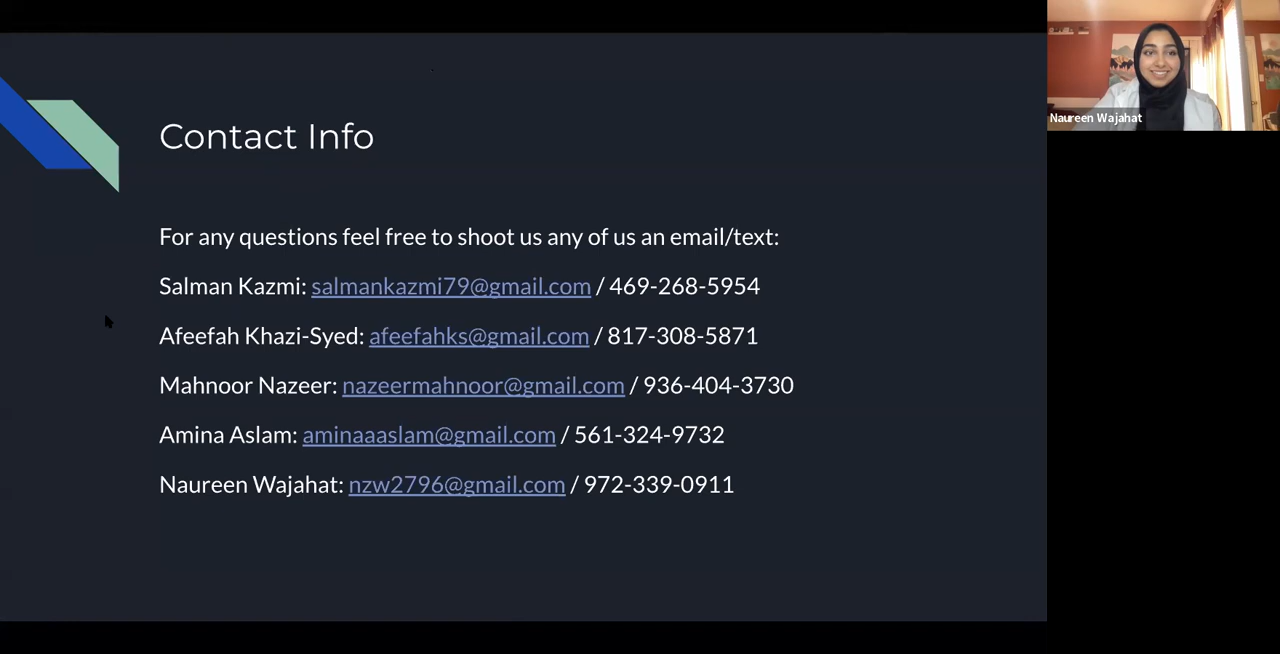 Contact Info
For any questions feel free to shoot us any of us an email/text:
Salman Kazmi: salmankazmi79@gmail.com / 469-268-5954
Afeefah Khazi-Syed: afeefahks@gmail.com / 817-308-5871
Mahnoor Nazeer: nazeermahnoor@gmail.com / 936-404-3730
Amina Aslam: aminaaaslam@gmail.com / 561-324-9732
Naureen Wajahat: nzw2796@gmail.com / 972-339-0911
Naureen Wajahat